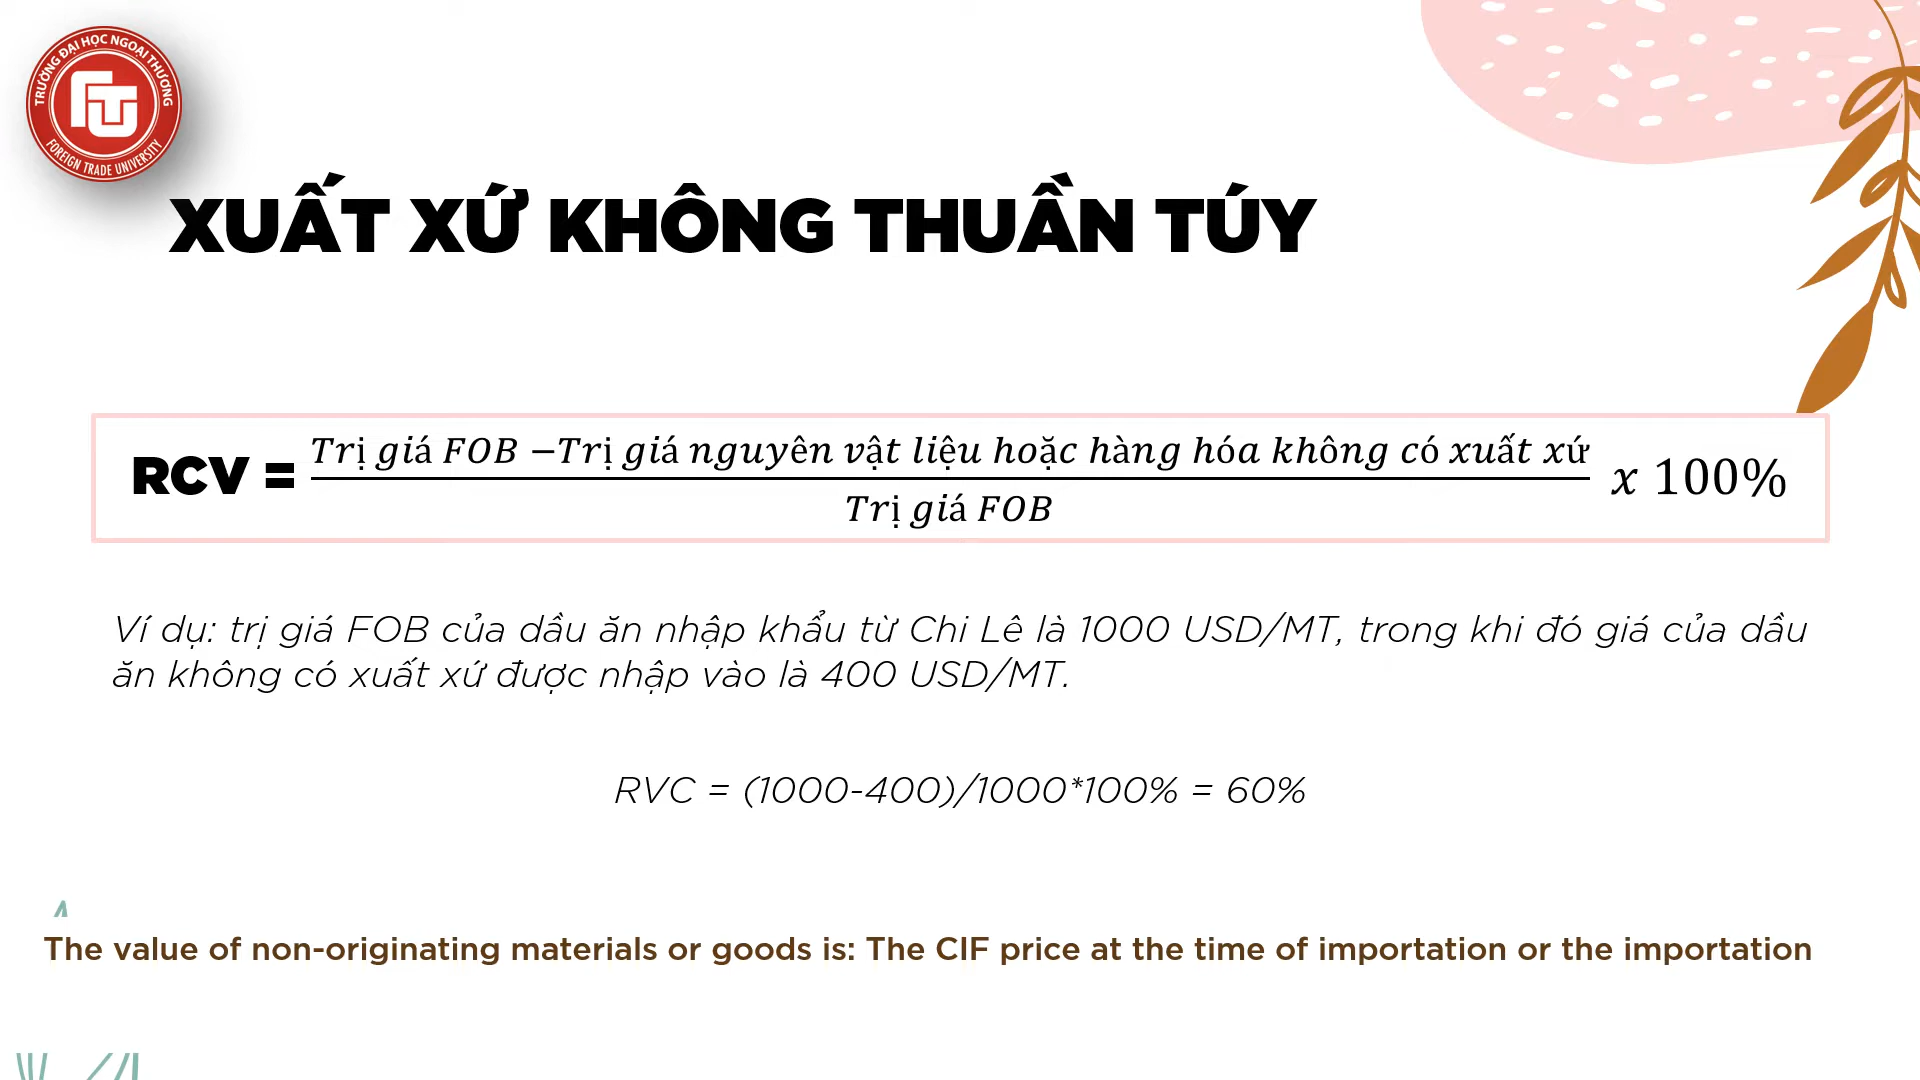 TRƯỜNG ĐẠI HỌC NGOẠI THƯƠNG
FTU
FOREIGN TRADE UNIVERSITY
XUẤT XỨ KHÔNG THUẦN TÚY
RCV = (Trị giá FOB −Trị giá nguyên vật liệu hoặc hàng hóa không có xuất xứ) / (Trị giá FOB) x 100%
Ví dụ: trị giá FOB của dầu ăn nhập khẩu từ Chi Lê là 1000 USD/MT, trong khi đó giá của dầu
ăn không có xuất xứ được nhập vào là 400 USD/MT.
RVC = (1000-400)/1000*100% = 60%
The value of non-originating materials or goods is: The CIF price at the time of importation or the importation